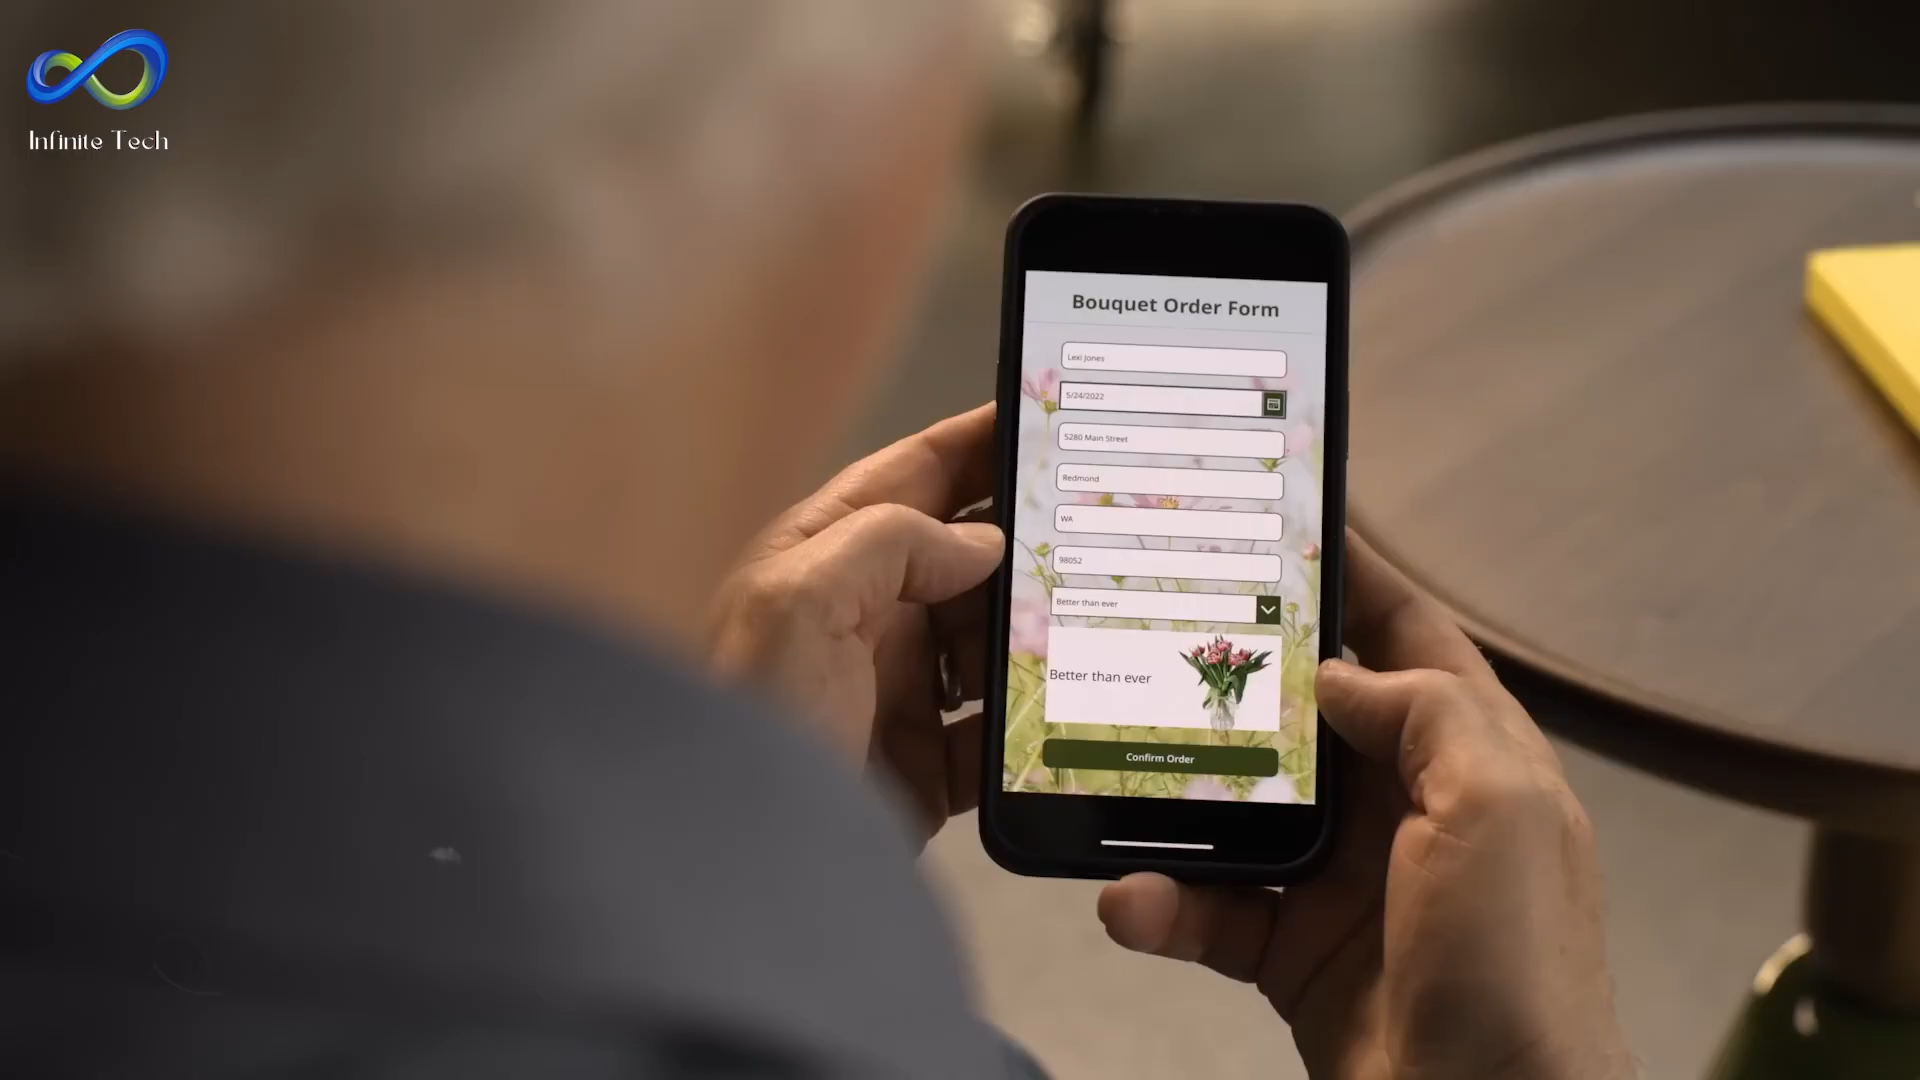 Infinite Tech
Bouquet Order Form
Lexi Jones
5/24/2022
5280 Main Street
Redmond
WA
98052
Better than ever
Better than ever
Confirm Order